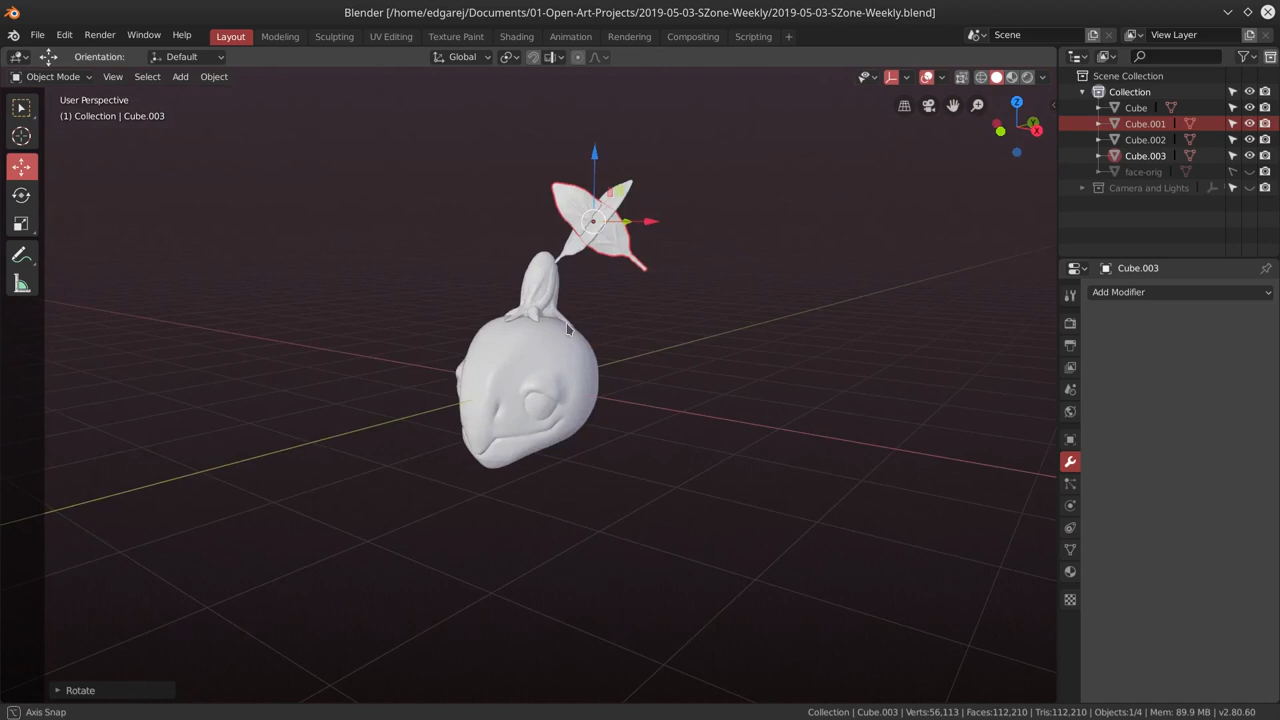 Blender [/home/edgarej/Documents/01-Open-Art-Projects/2019-05-03-SZone-Weekly/2019-05-03-SZone-Weekly.blend]
File Edit Render Window Help Layout Modeling Sculpting UV Editing Texture Paint Shading Animation Rendering Compositing Scripting + Scene View Layer
Orientation: Default Global
Object Mode View Select Add Object
User Perspective
(1) Collection | Cube.003
Z
Y
X
Scene Collection
Collection
Cube
Cube.001
Cube.002
Cube.003
face-orig
Camera and Lights
Cube.003
Add Modifier
Rotate
Axis Snap
Collection | Cube.003 | Verts:56,113 | Faces:112,210 | Tris:112,210 | Objects:1/4 | Mem: 89.9 MB | v2.80.60